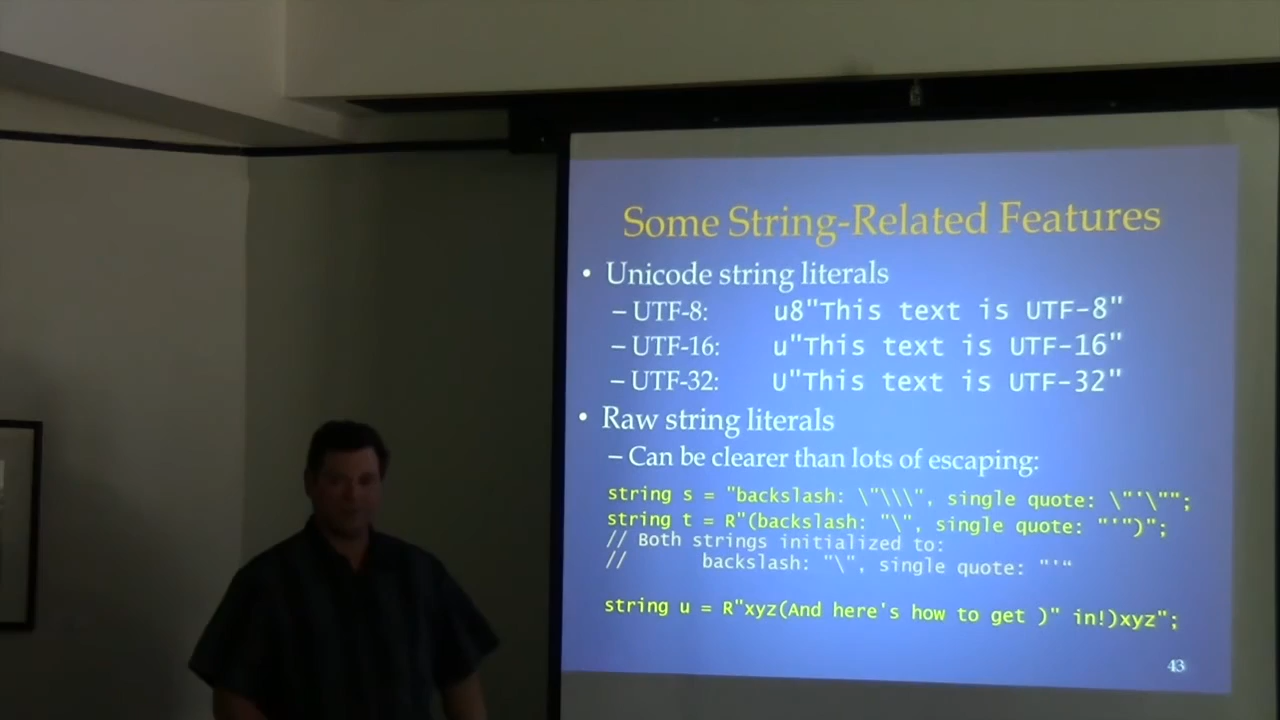 Some String-Related Features
• Unicode string literals
– UTF-8: u8"This text is UTF-8"
– UTF-16: u"This text is UTF-16"
– UTF-32: U"This text is UTF-32"
• Raw string literals
– Can be clearer than lots of escaping:
string s = "backslash: \"\\\", single quote: \"'\"";
string t = R"(backslash: "\", single quote: "'")";
// Both strings initialized to:
// backslash: "\", single quote: "'"
string u = R"xyz(And here's how to get )" in!)xyz";
43